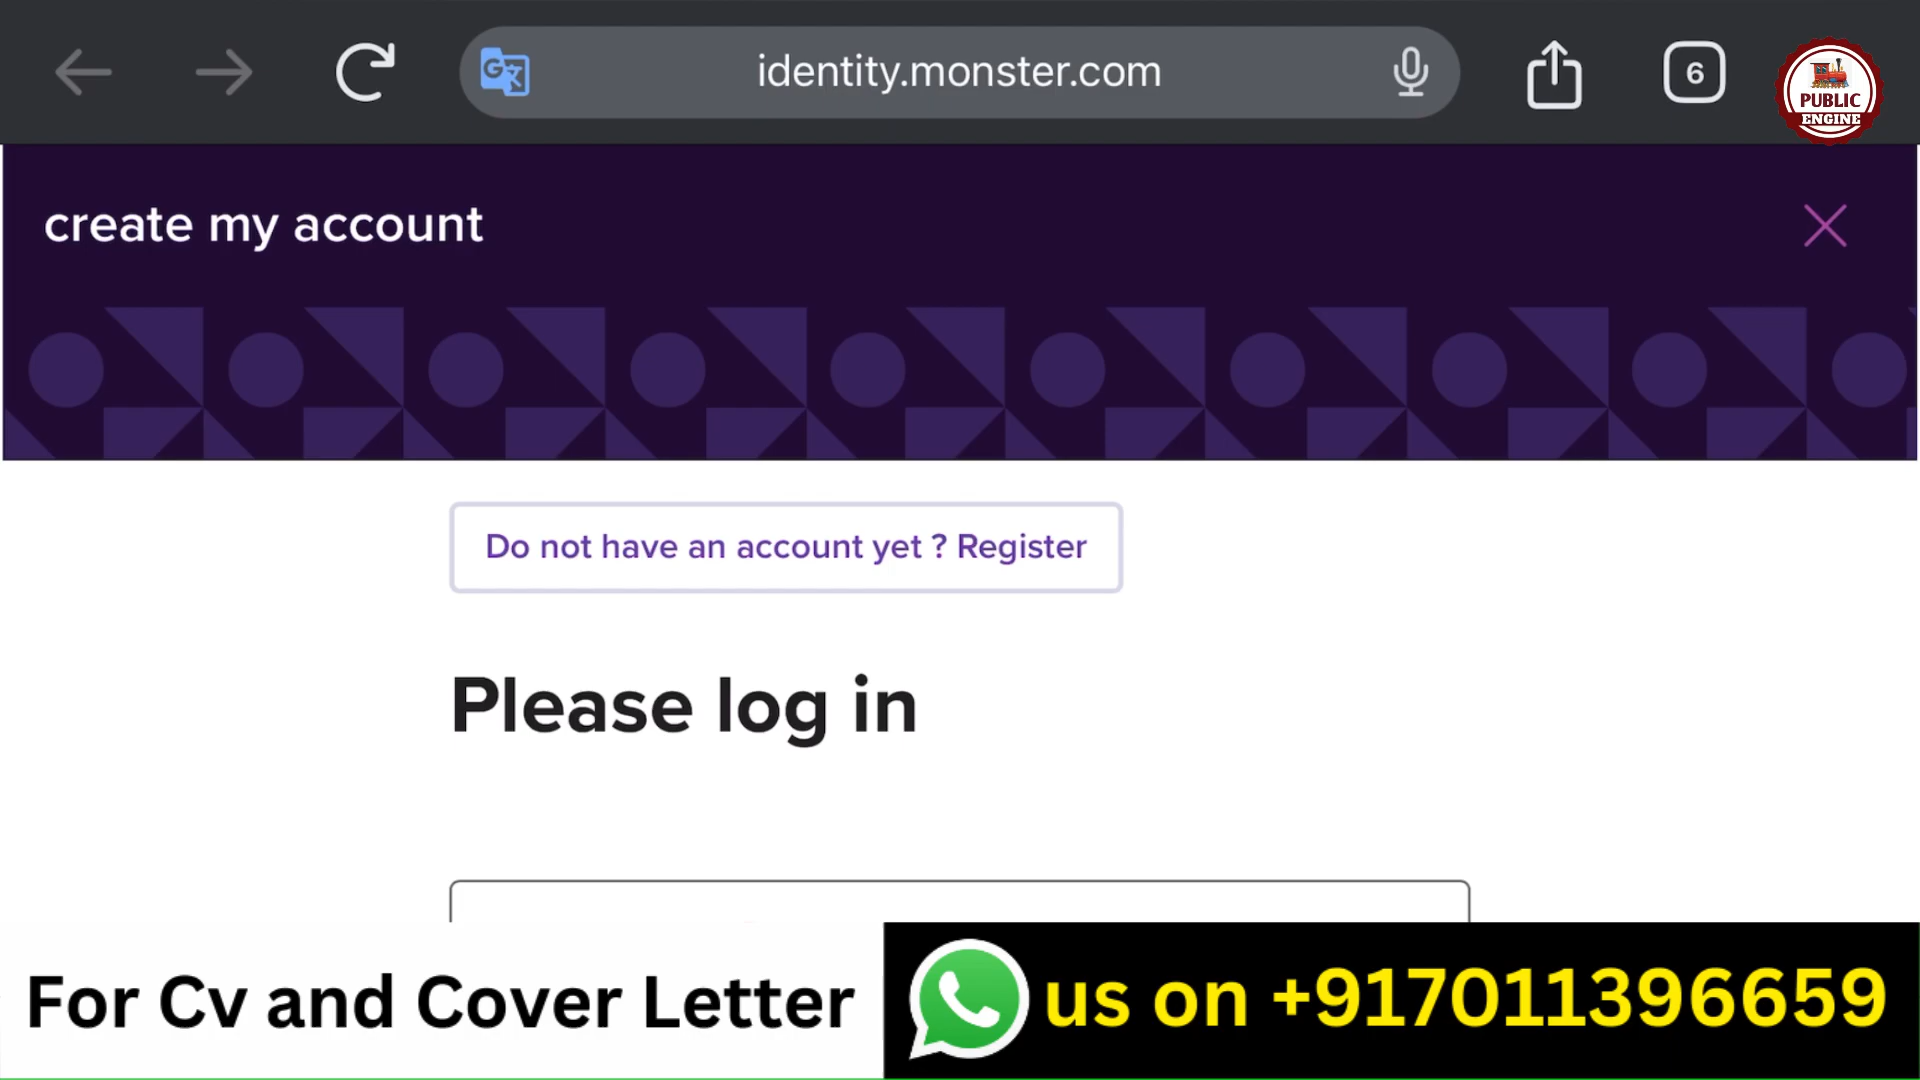 identity.monster.com
6
PUBLIC
ENGINE
create my account
Do not have an account yet ? Register
Please log in
For Cv and Cover Letter us on +917011396659